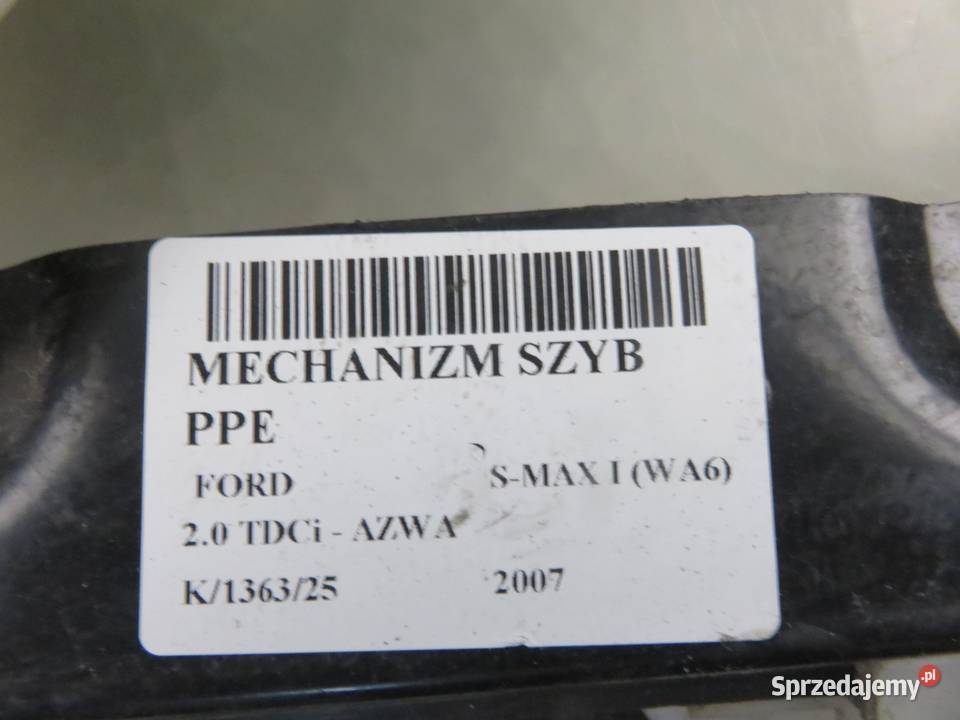 MECHANIZM SZYB
PPE
FORD S-MAX I (WA6)
2.0 TDCi - AZWA
K/1363/25 2007
Sprzedajemy.pl